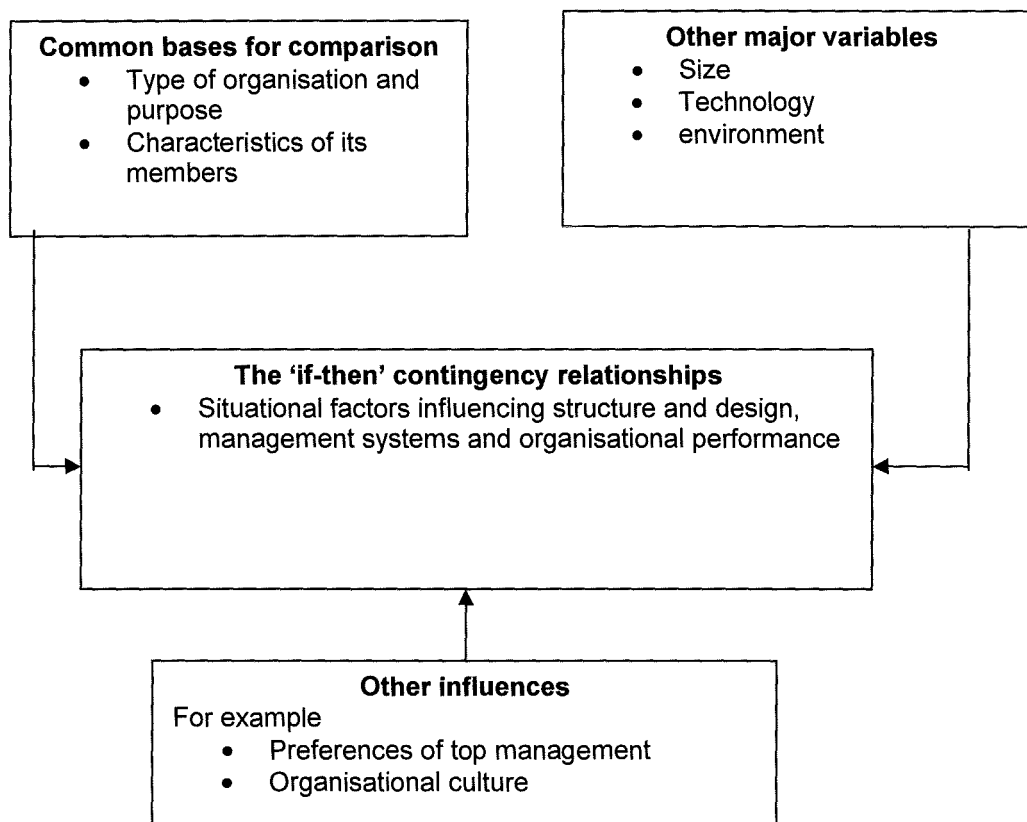 Common bases for comparison
• Type of organisation and
purpose
• Characteristics of its
members
Other major variables
• Size
• Technology
• environment
The ‘if-then’ contingency relationships
• Situational factors influencing structure and design,
management systems and organisational performance
Other influences
For example
• Preferences of top management
• Organisational culture